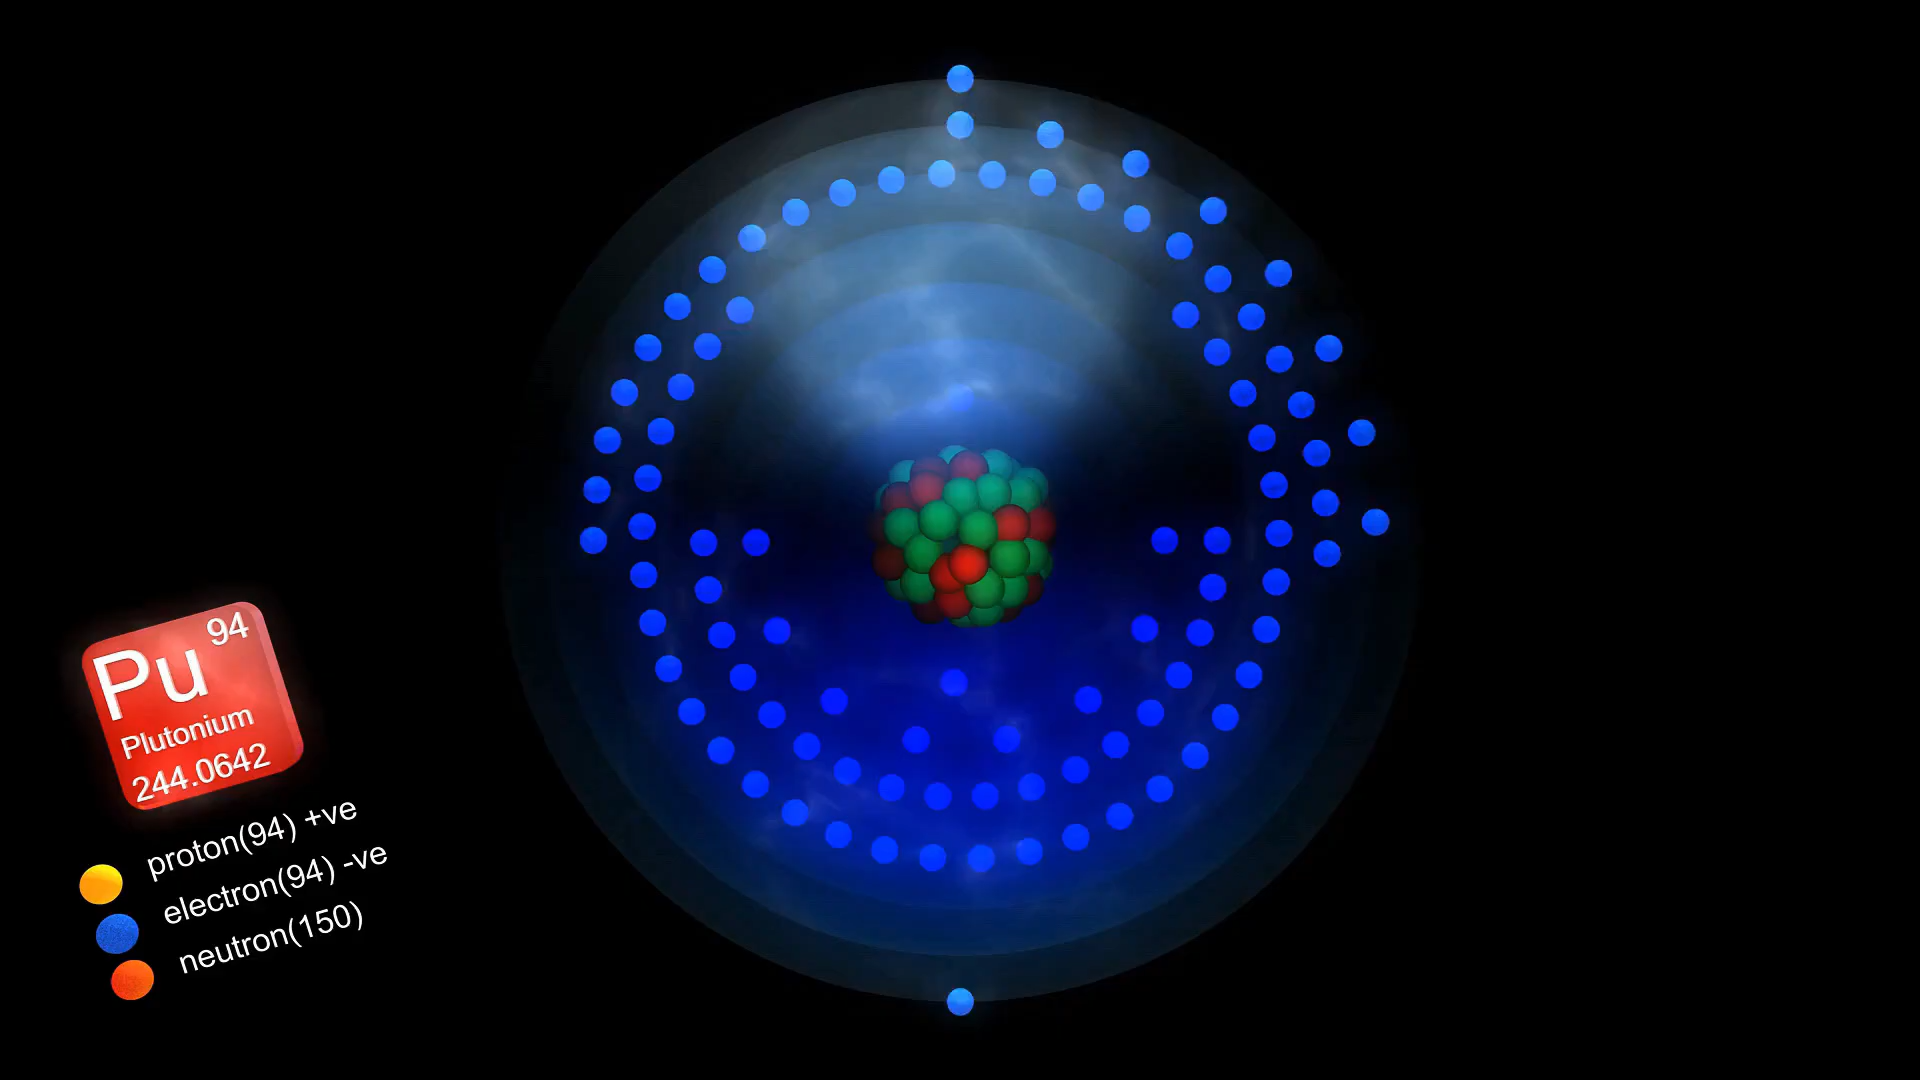 94
Pu
Plutonium
244.0642
proton(94) +ve
electron(94) -ve
neutron(150)